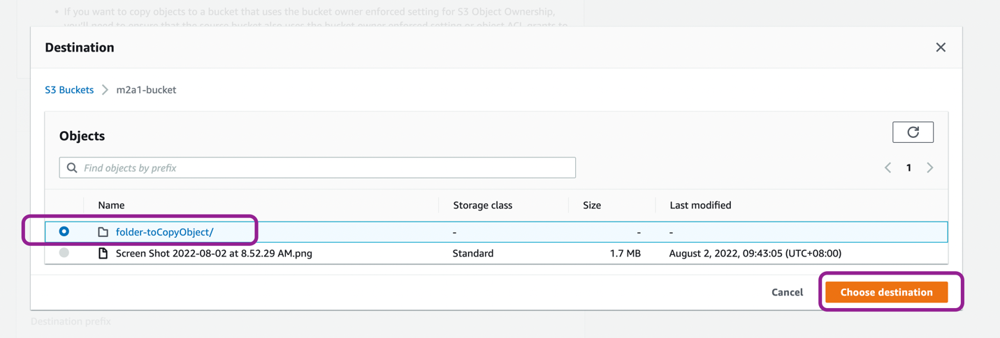 • If you want to copy objects to a bucket that uses the bucket owner enforced setting for S3 Object Ownership,
you'll need to ensure that the source bucket also uses the bucket owner enforced setting or object ACL grants to
Destination
S3 Buckets > m2a1-bucket
Objects
Find objects by prefix
1
Name Storage class Size Last modified
folder-toCopyObject/ - - -
Screen Shot 2022-08-02 at 8.52.29 AM.png Standard 1.7 MB August 2, 2022, 09:43:05 (UTC+08:00)
Cancel Choose destination
Destination prefix